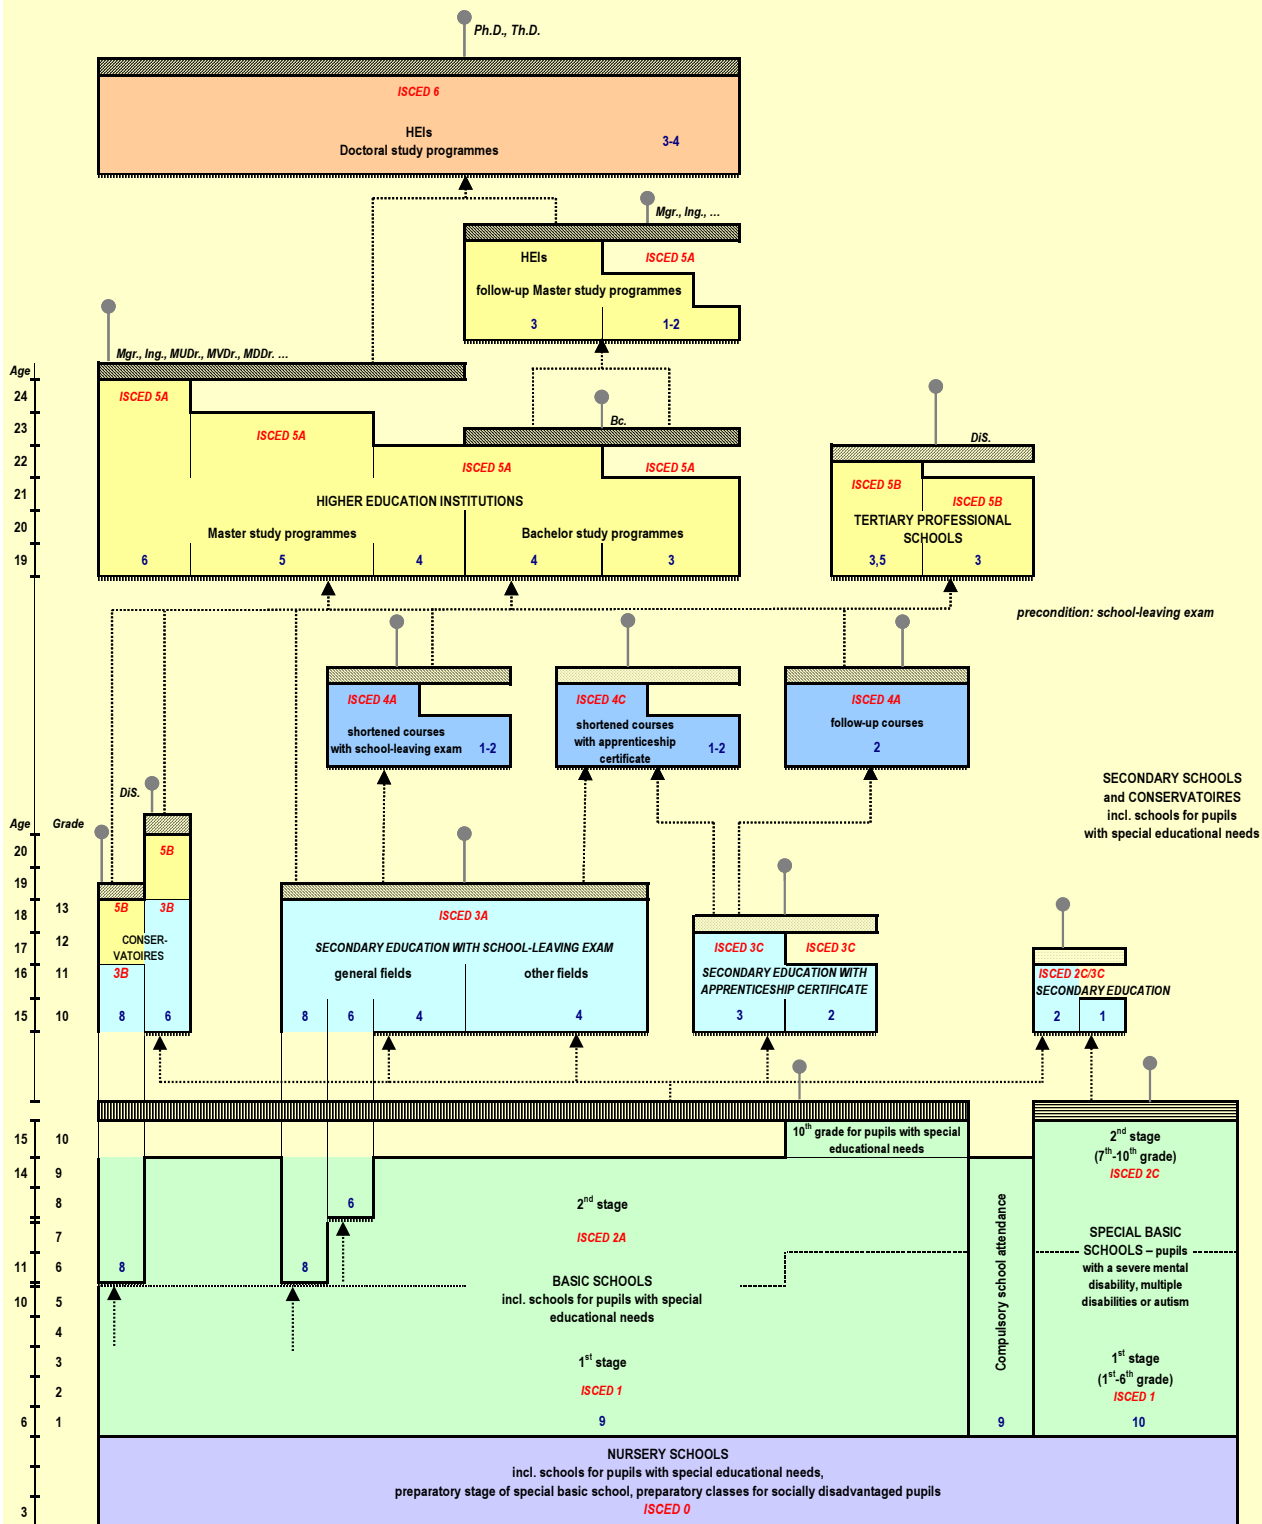 Ph.D., Th.D.
ISCED 6
HEIs
Doctoral study programmes
3-4
Mgr., Ing., ...
HEIs
ISCED 5A
follow-up Master study programmes
3
1-2
Mgr., Ing., MUDr., MVDr., MDDr. ...
Age
24
ISCED 5A
23
ISCED 5A
Bc.
DiS.
22
ISCED 5A
ISCED 5A
ISCED 5B
21
HIGHER EDUCATION INSTITUTIONS
ISCED 5B
20
Master study programmes
Bachelor study programmes
TERTIARY PROFESSIONAL
SCHOOLS
19
6
5
4
4
3
3,5
3
precondition: school-leaving exam
ISCED 4A
shortened courses
with school-leaving exam
1-2
ISCED 4C
shortened courses
with apprenticeship
certificate
1-2
ISCED 4A
follow-up courses
2
SECONDARY SCHOOLS
and CONSERVATOIRES
incl. schools for pupils
with special educational needs
DiS.
Age
Grade
20
5B
19
18
13
5B
3B
ISCED 3A
17
12
CONSER-
VATOIRES
SECONDARY EDUCATION WITH SCHOOL-LEAVING EXAM
ISCED 3C
ISCED 3C
16
11
3B
general fields
other fields
SECONDARY EDUCATION WITH
APPRENTICESHIP CERTIFICATE
ISCED 2C/3C
SECONDARY EDUCATION
15
10
8
6
8
6
4
4
3
2
2
1
15
10
10th grade for pupils with special
educational needs
2nd stage
(7th-10th grade)
ISCED 2C
14
9
8
6
2nd stage
7
ISCED 2A
SPECIAL BASIC
SCHOOLS – pupils
with a severe mental
disability, multiple
disabilities or autism
11
6
8
8
BASIC SCHOOLS
incl. schools for pupils with special
educational needs
10
5
4
Compulsory school attendance
3
1st stage
1st stage
(1st-6th grade)
2
ISCED 1
ISCED 1
6
1
9
9
10
NURSERY SCHOOLS
incl. schools for pupils with special educational needs,
preparatory stage of special basic school, preparatory classes for socially disadvantaged pupils
3
ISCED 0